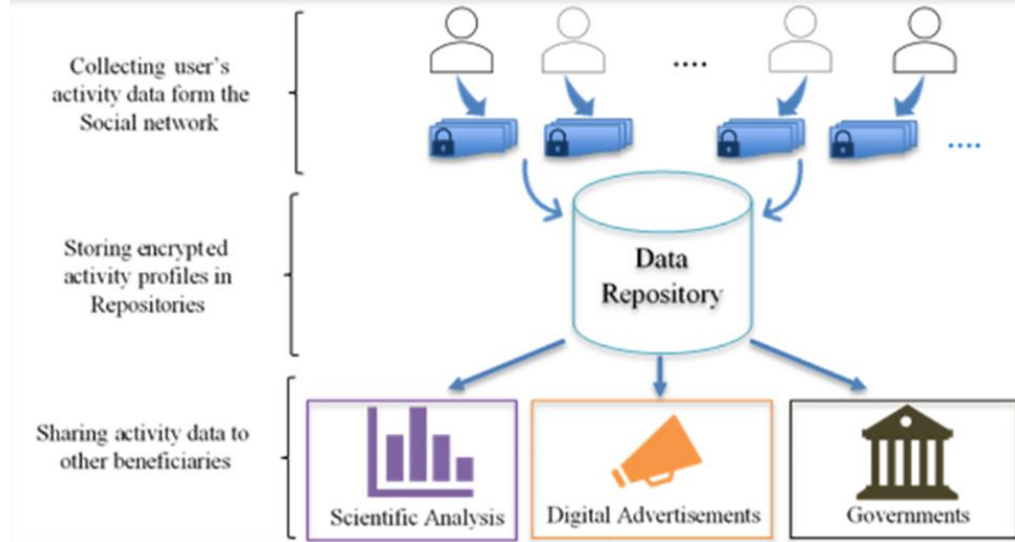 Collecting user's
activity data form the
Social network
....
....
Storing encrypted
activity profiles in
Repositories
Data
Repository
Sharing activity data to
other beneficiaries
Scientific Analysis
Digital Advertisements
Governments